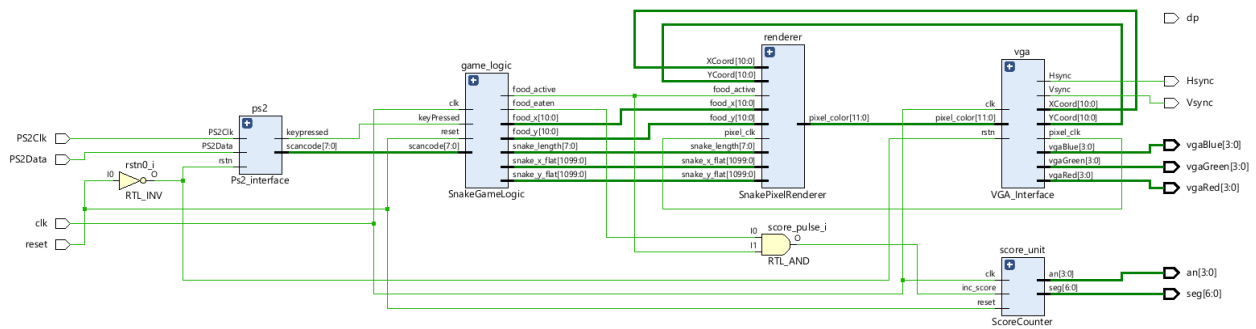 PS2Clk
PS2Data
clk
reset
rstn0_i
I0
O
RTL_INV
ps2
PS2Clk
PS2Data
rstn
keypressed
scancode[7:0]
Ps2_interface
game_logic
clk
keyPressed
reset
scancode[7:0]
food_active
food_eaten
food_x[10:0]
food_y[10:0]
snake_length[7:0]
snake_x_flat[1099:0]
snake_y_flat[1099:0]
SnakeGameLogic
renderer
XCoord[10:0]
YCoord[10:0]
food_active
food_x[10:0]
food_y[10:0]
pixel_clk
snake_length[7:0]
snake_x_flat[1099:0]
snake_y_flat[1099:0]
pixel_color[11:0]
SnakePixelRenderer
score_pulse_i
I0
I1
O
RTL_AND
vga
clk
pixel_color[11:0]
rstn
Hsync
Vsync
XCoord[10:0]
YCoord[10:0]
pixel_clk
vgaBlue[3:0]
vgaGreen[3:0]
vgaRed[3:0]
VGA_Interface
score_unit
clk
inc_score
reset
an[3:0]
seg[6:0]
ScoreCounter
dp
Hsync
Vsync
vgaBlue[3:0]
vgaGreen[3:0]
vgaRed[3:0]
an[3:0]
seg[6:0]